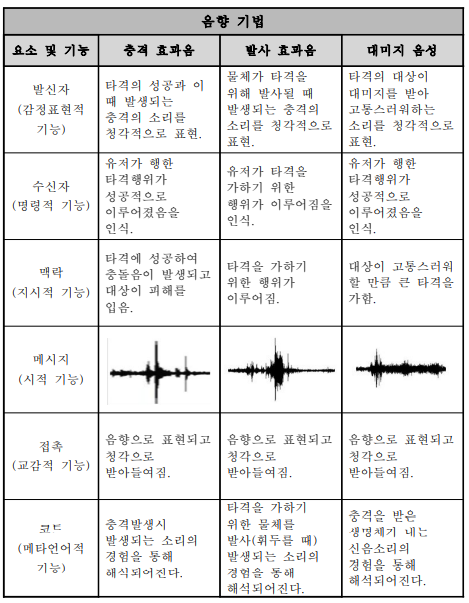 음향 기법
요소 및 기능
충격 효과음
발사 효과음
대미지 음성
발신자
(감정표현적
기능)
타격의 성공과 이
때 발생되는
충격의 소리를
청각적으로 표현.
물체가 타격을
위해 발사될 때
발생되는 충격의
소리를 청각적으로
표현.
타격의 대상이
대미지를 받아
고통스러워하는
소리를 청각적으로
표현.
수신자
(명령적 기능)
유저가 행한
타격행위가
성공적으로
이루어졌음을
인식.
유저가 타격을
가하기 위한
행위가 이루어짐을
인식.
유저가 행한
타격행위가
성공적으로
이루어졌음을
인식.
맥락
(지시적 기능)
타격에 성공하여
충돌음이 발생되고
대상이 피해를
입음.
타격을 가하기
위한 행위가
이루어짐.
대상이 고통스러워
할 만큼 큰 타격을
가함.
메시지
(시적 기능)
접촉
(교감적 기능)
음향으로 표현되고
청각으로
받아들여짐.
음향으로 표현되고
청각으로
받아들여짐.
음향으로 표현되고
청각으로
받아들여짐.
코드
(메타언어적
기능)
충격발생시
발생되는 소리의
경험을 통해
해석되어진다.
타격을 가하기
위한 물체를
발사(휘두를 때)
발생되는 소리의
경험을 통해
해석되어진다.
충격을 받은
생명체가 내는
신음소리의
경험을 통해
해석되어진다.